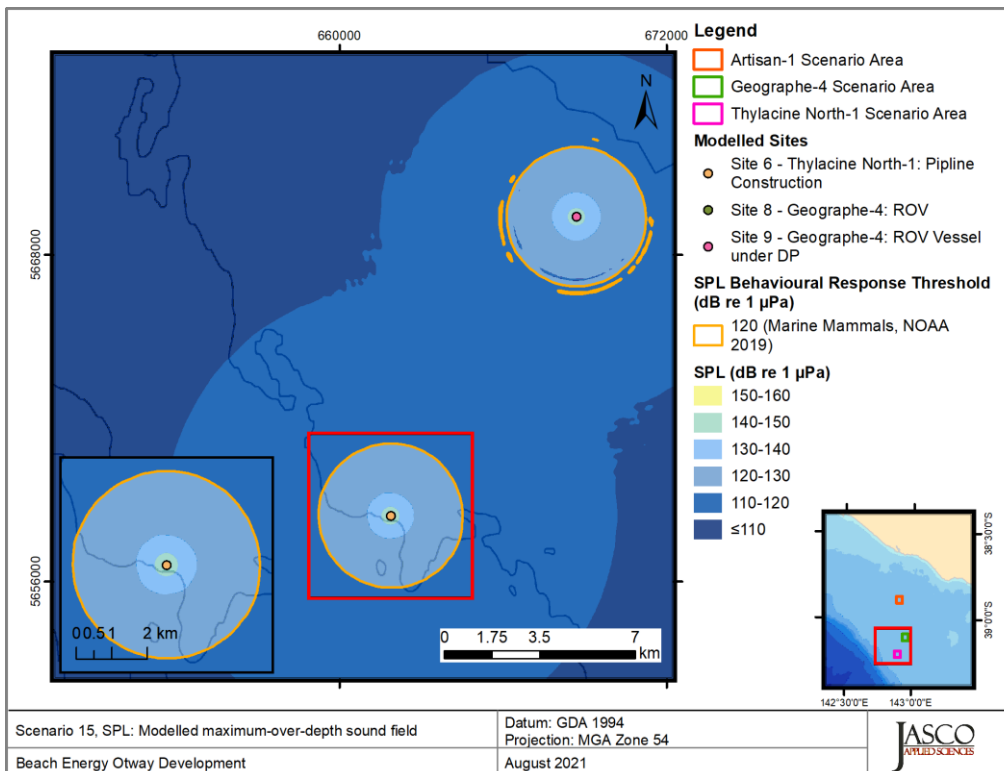 660000
672000
5668000
5656000
N
0 0.5 1 2 km
0 1.75 3.5 7
km
Legend
Artisan-1 Scenario Area
Geographe-4 Scenario Area
Thylacine North-1 Scenario Area
Modelled Sites
Site 6 - Thylacine North-1: Pipline
Construction
Site 8 - Geographe-4: ROV
Site 9 - Geographe-4: ROV Vessel
under DP
SPL Behavioural Response Threshold
(dB re 1 µPa)
120 (Marine Mammals, NOAA
2019)
SPL (dB re 1 µPa)
150-160
140-150
130-140
120-130
110-120
≤110
38°30'0"S
39°0'0"S
142°30'0"E
143°0'0"E
Scenario 15, SPL: Modelled maximum-over-depth sound field
Datum: GDA 1994
Projection: MGA Zone 54
Beach Energy Otway Development
August 2021
JASCO
APPLIED SCIENCES